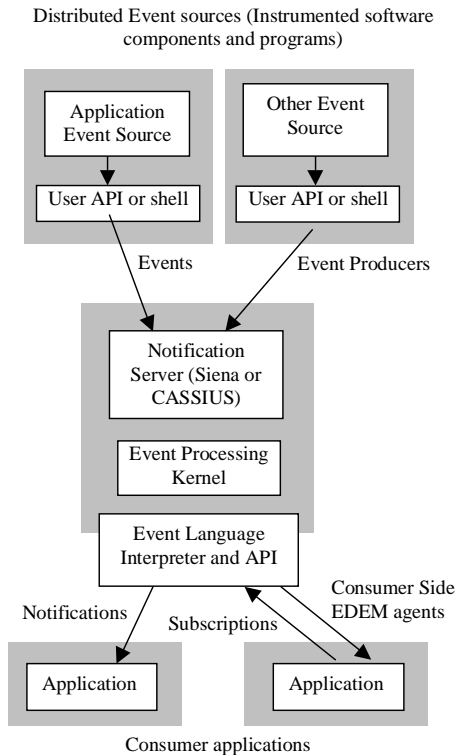 Distributed Event sources (Instrumented software
components and programs)
Application
Event Source
Other Event
Source
User API or shell
User API or shell
Events
Event Producers
Notification
Server (Siena or
CASSIUS)
Event Processing
Kernel
Event Language
Interpreter and API
Notifications
Subscriptions
Consumer Side
EDEM agents
Application
Application
Consumer applications